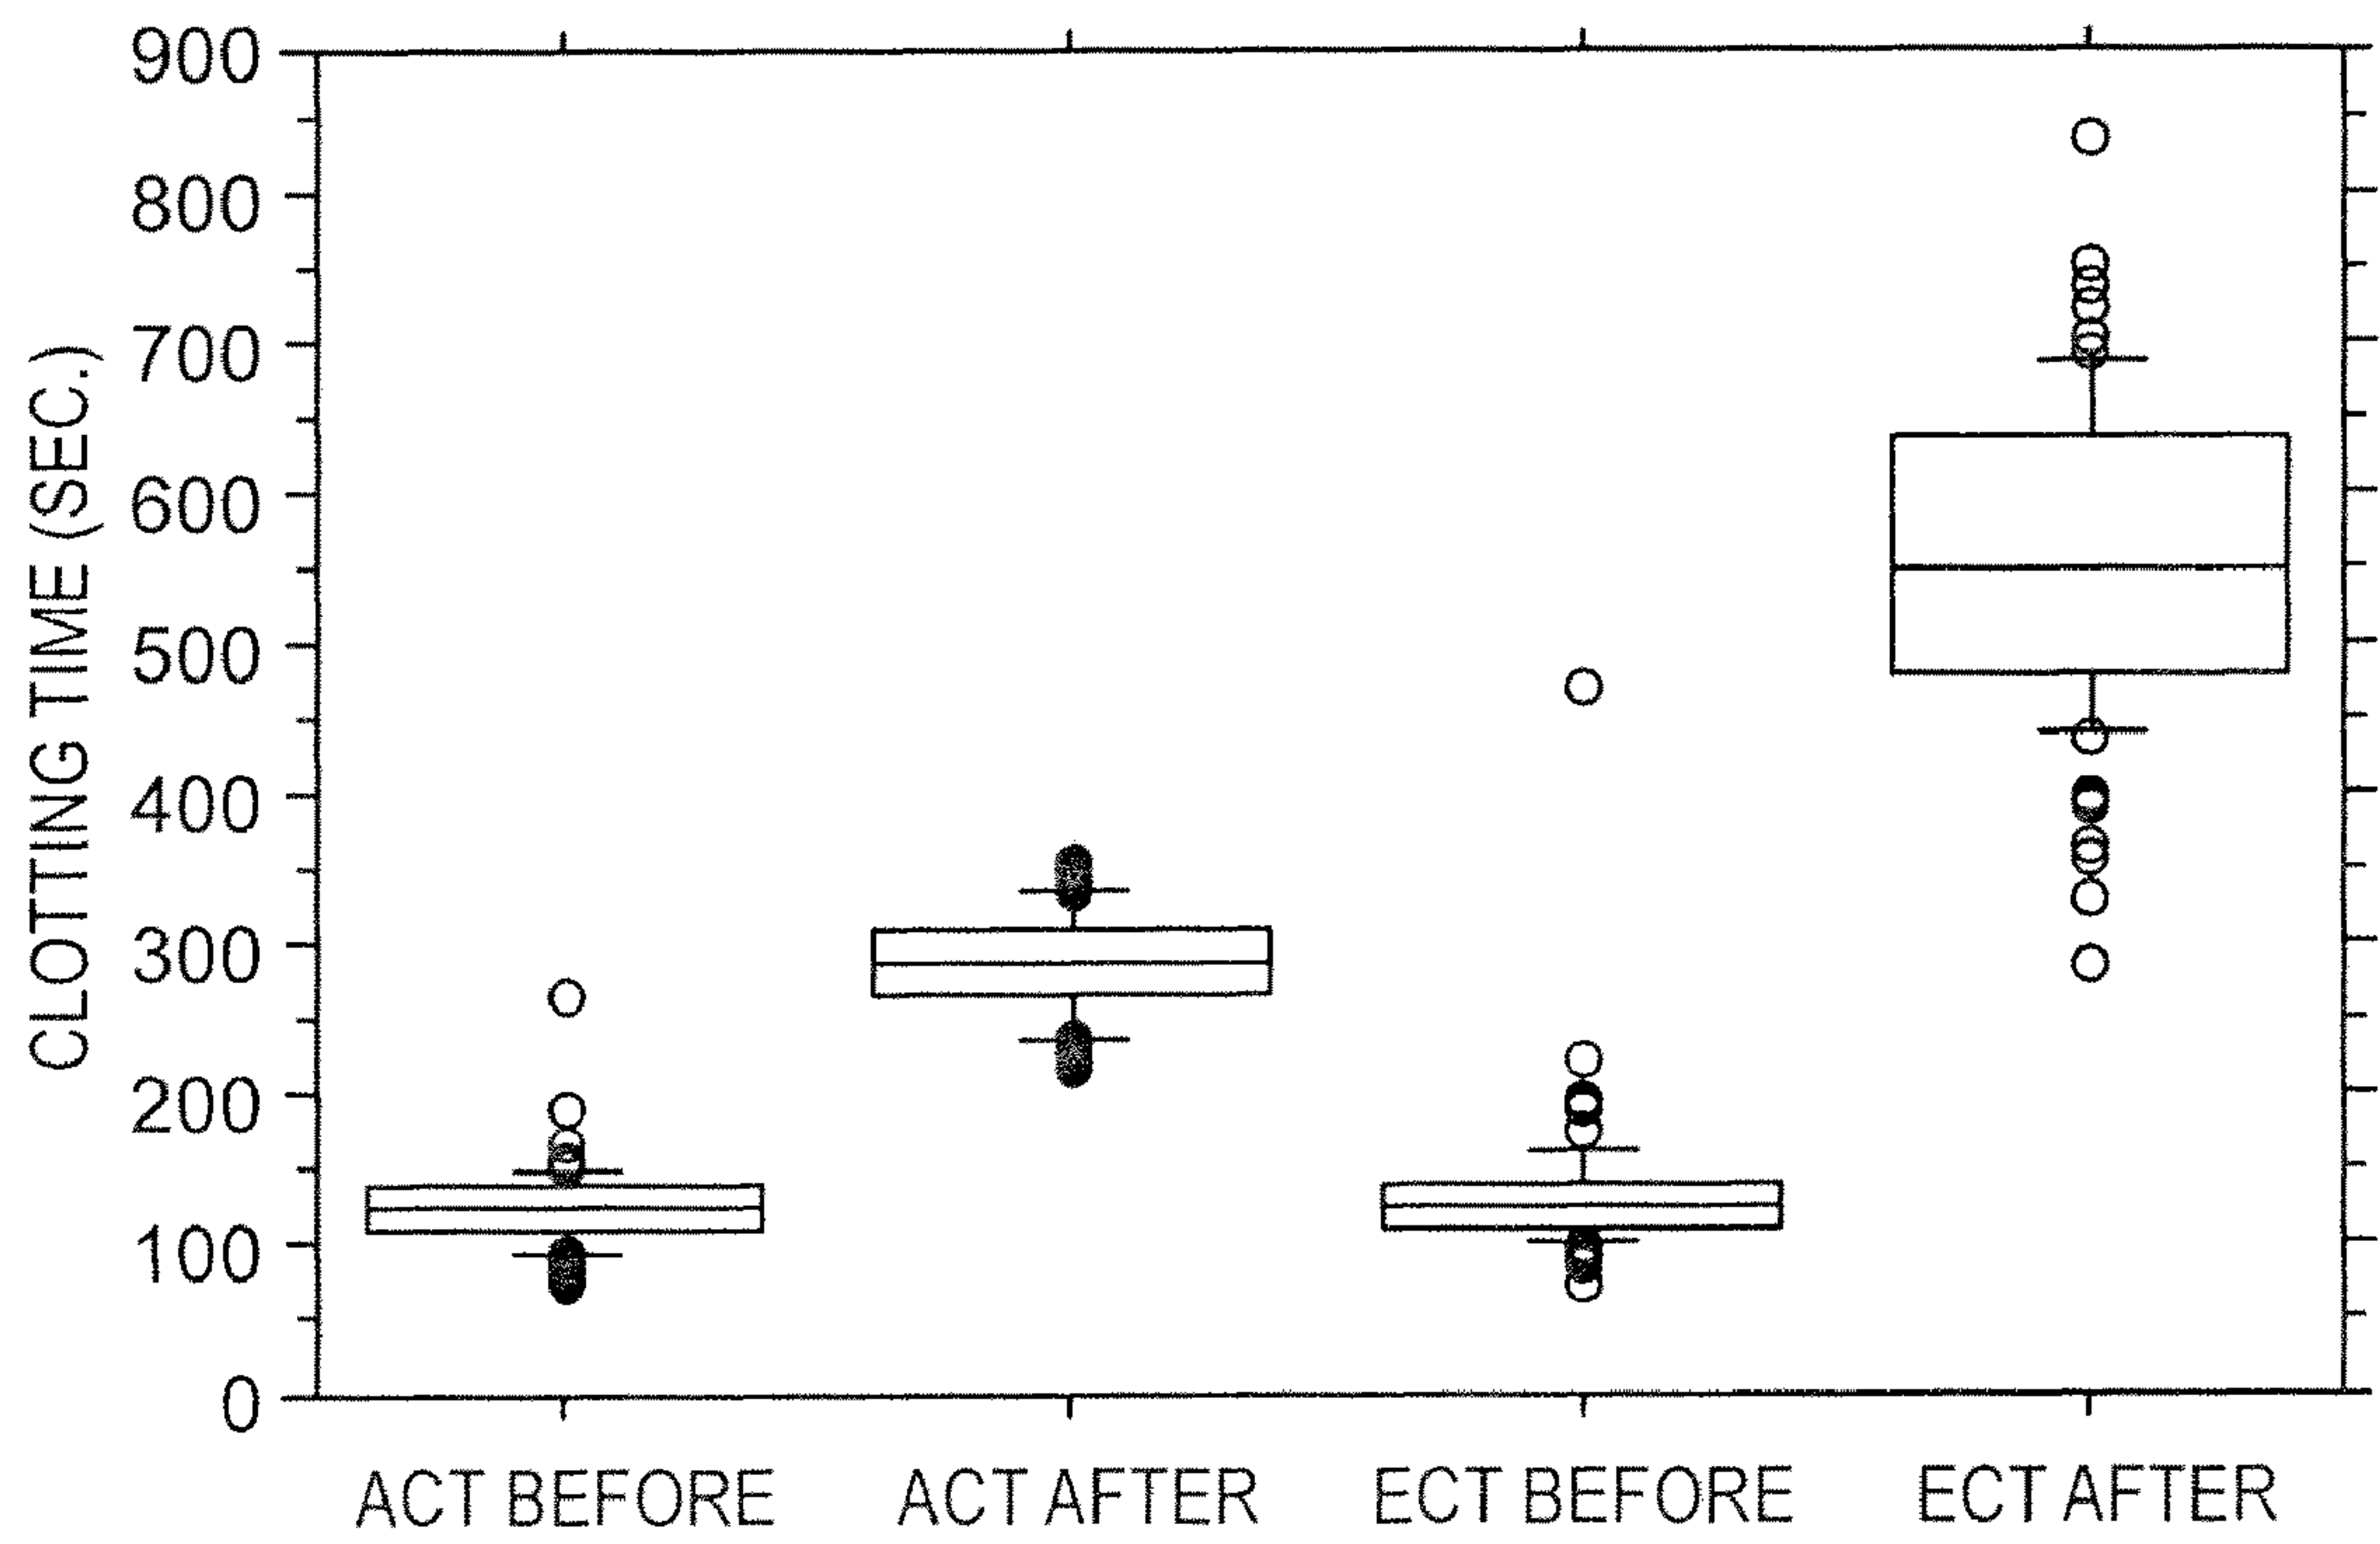 CLOTTING TIME (SEC.)
900
800
700
600
500
400
300
200
100
0
ACT BEFORE
ACT AFTER
ECT BEFORE
ECT AFTER